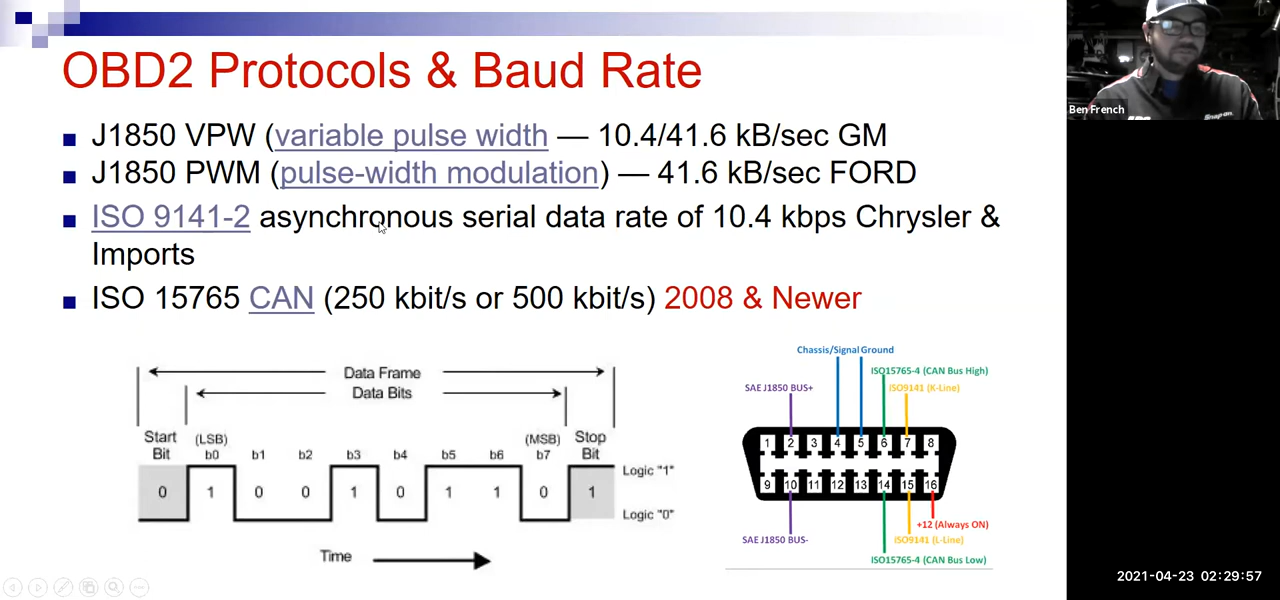 OBD2 Protocols & Baud Rate
J1850 VPW (variable pulse width — 10.4/41.6 kB/sec GM
J1850 PWM (pulse-width modulation) — 41.6 kB/sec FORD
ISO 9141-2 asynchronous serial data rate of 10.4 kbps Chrysler &
Imports
ISO 15765 CAN (250 kbit/s or 500 kbit/s) 2008 & Newer
Data Frame
Data Bits
Start Bit
(LSB) b0
b1
b2
b3
b4
b5
b6
(MSB) b7
Stop Bit
0 1 0 0 1 0 1 1 0 1
Logic "1"
Logic "0"
Time
Chassis/Signal Ground
ISO15765-4 (CAN Bus High)
SAE J1850 BUS+
ISO9141 (K-Line)
1 2 3 4 5 6 7 8
9 10 11 12 13 14 15 16
+12 (Always ON)
SAE J1850 BUS-
ISO9141 (L-Line)
ISO15765-4 (CAN Bus Low)
Ben French
Snap-on
2021-04-23 02:29:57